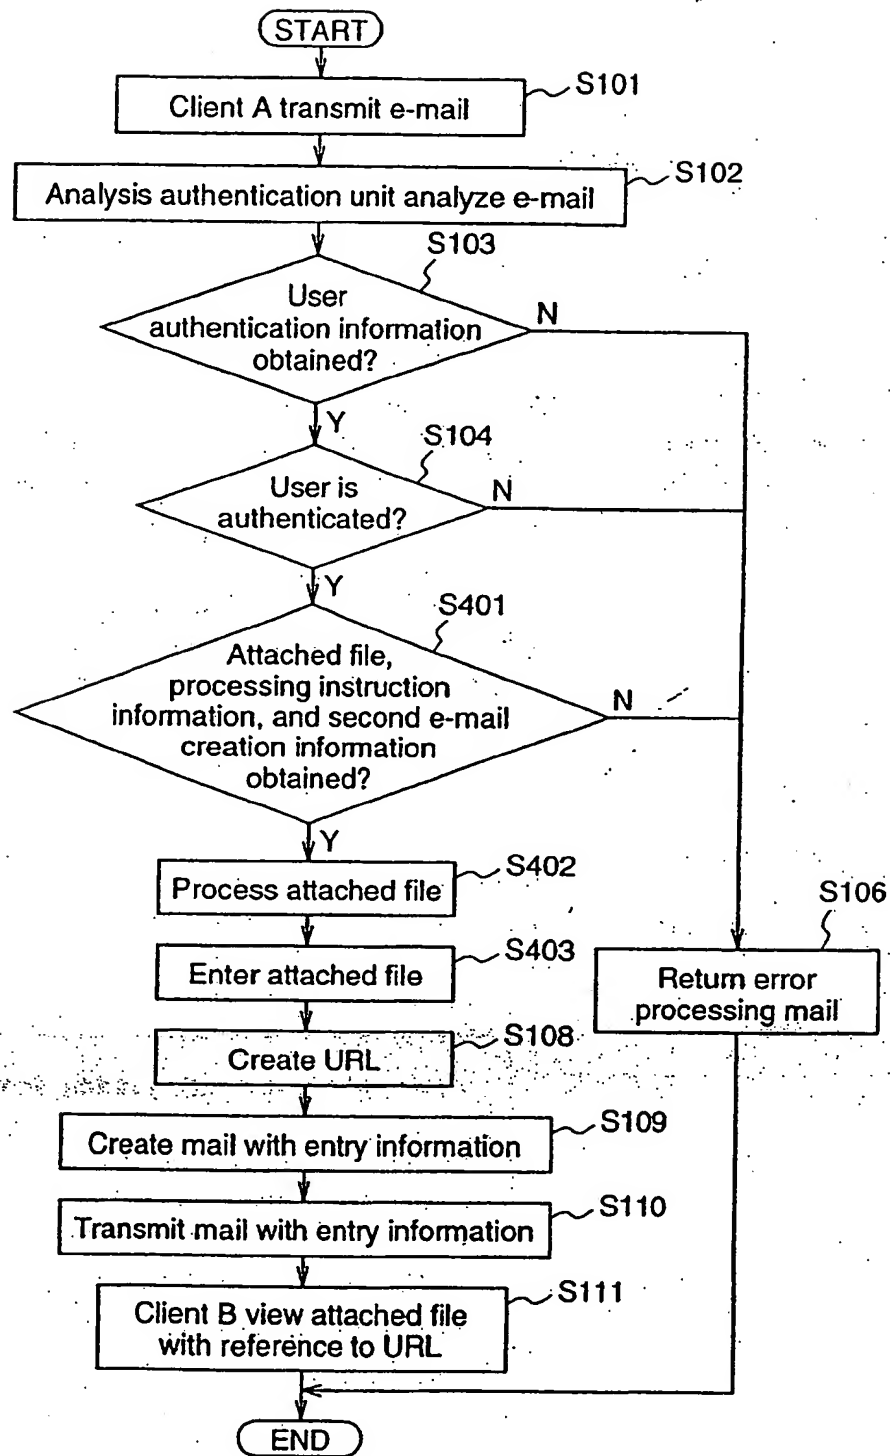 START
S101
Client A transmit e-mail
S102
Analysis authentication unit analyze e-mail
S103
User
authentication information
obtained?
N
Y
S104
User is
authenticated?
N
Y
S401
Attached file,
processing instruction
information, and second e-mail
creation information
obtained?
N
Y
S402
Process attached file
S106
Return error
processing mail
S403
Enter attached file
S108
Create URL
S109
Create mail with entry information
S110
Transmit mail with entry information
S111
Client B view attached file
with reference to URL
END